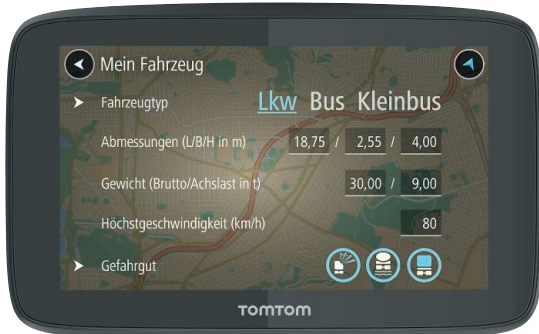 Mein Fahrzeug
Fahrzeugtyp Lkw Bus Kleinbus
Abmessungen (L/B/H in m) 18,75 / 2,55 / 4,00
Gewicht (Brutto/Achslast in t) 30,00 / 9,00
Höchstgeschwindigkeit (km/h) 80
Gefahrgut
TOMTOM